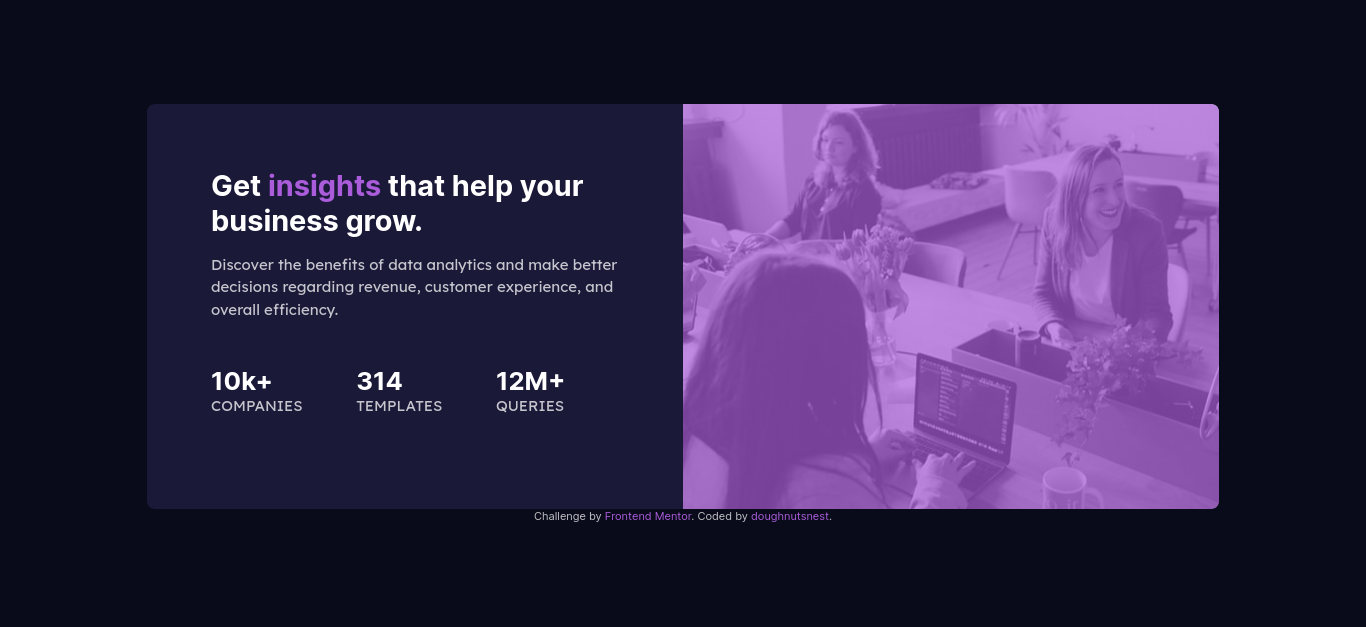 Get insights that help your
business grow.
Discover the benefits of data analytics and make better
decisions regarding revenue, customer experience, and
overall efficiency.
10k+ 314 12M+
COMPANIES TEMPLATES QUERIES
Challenge by Frontend Mentor. Coded by doughnutsnest.